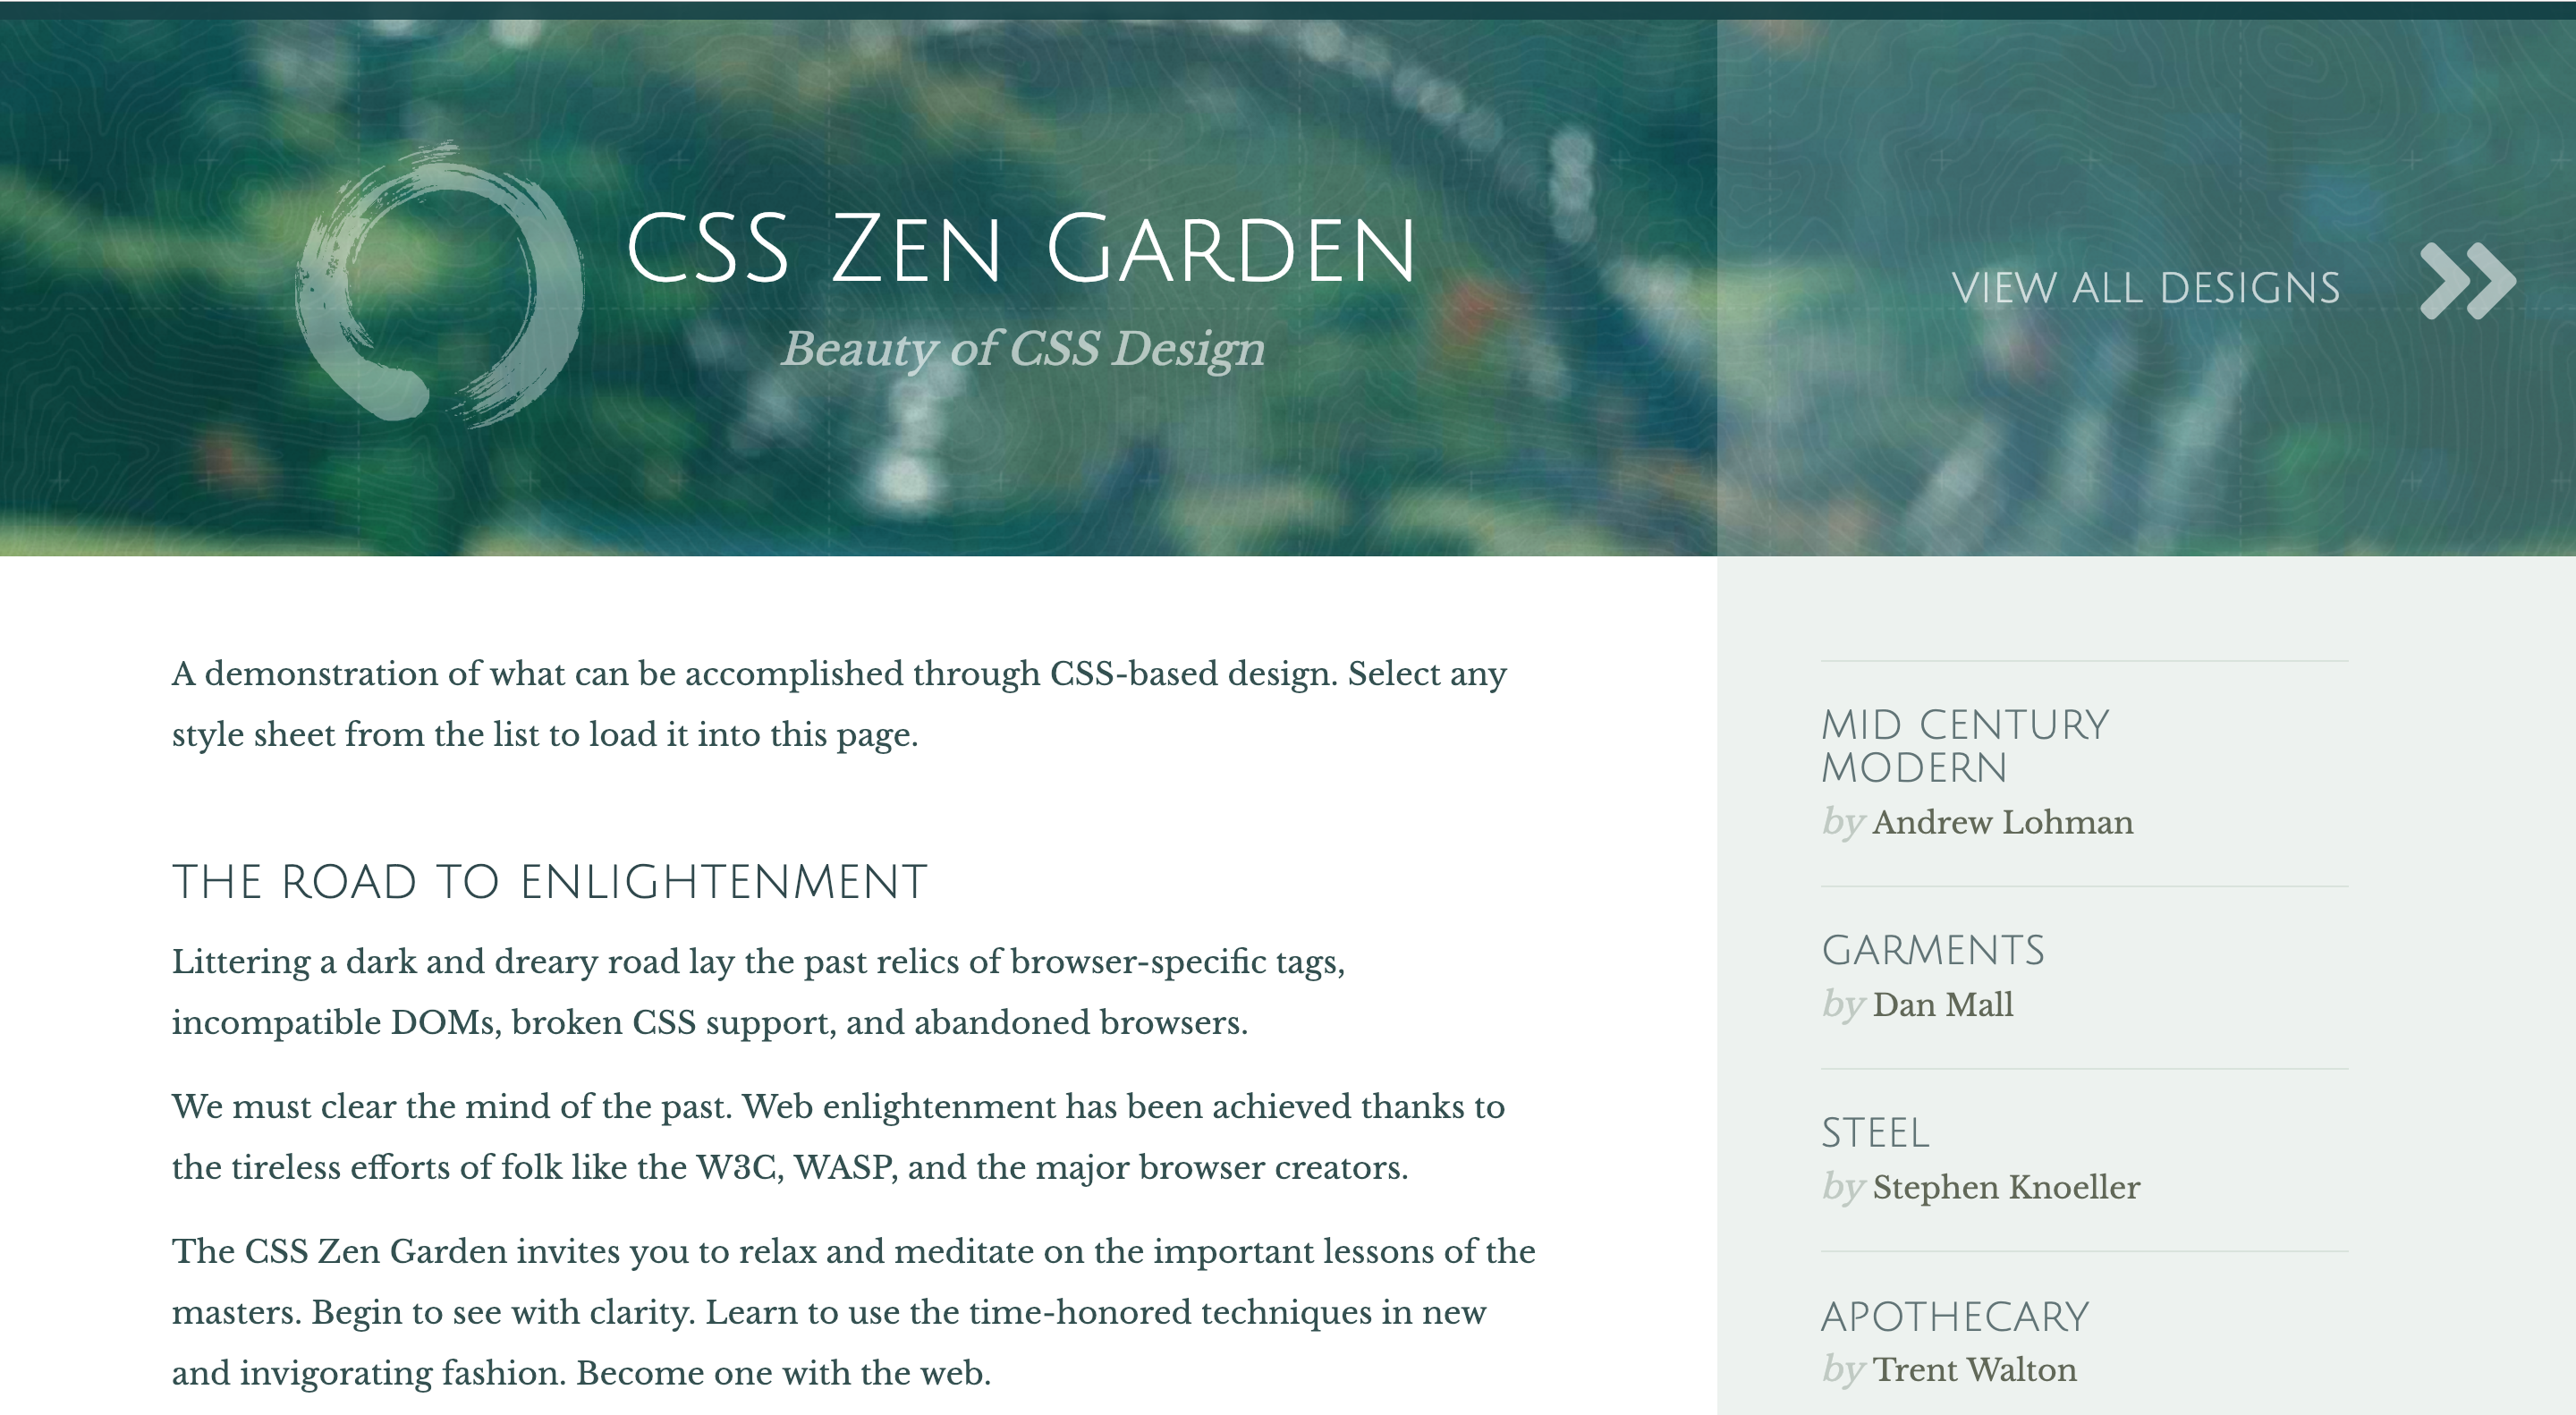 CSS Zen Garden
Beauty of CSS Design
VIEW ALL DESIGNS
A demonstration of what can be accomplished through CSS-based design. Select any
style sheet from the list to load it into this page.
THE ROAD TO ENLIGHTENMENT
Littering a dark and dreary road lay the past relics of browser-specific tags,
incompatible DOMs, broken CSS support, and abandoned browsers.
We must clear the mind of the past. Web enlightenment has been achieved thanks to
the tireless efforts of folk like the W3C, WASP, and the major browser creators.
The CSS Zen Garden invites you to relax and meditate on the important lessons of the
masters. Begin to see with clarity. Learn to use the time-honored techniques in new
and invigorating fashion. Become one with the web.
MID CENTURY
MODERN
by Andrew Lohman
GARMENTS
by Dan Mall
STEEL
by Stephen Knoeller
APOTHECARY
by Trent Walton